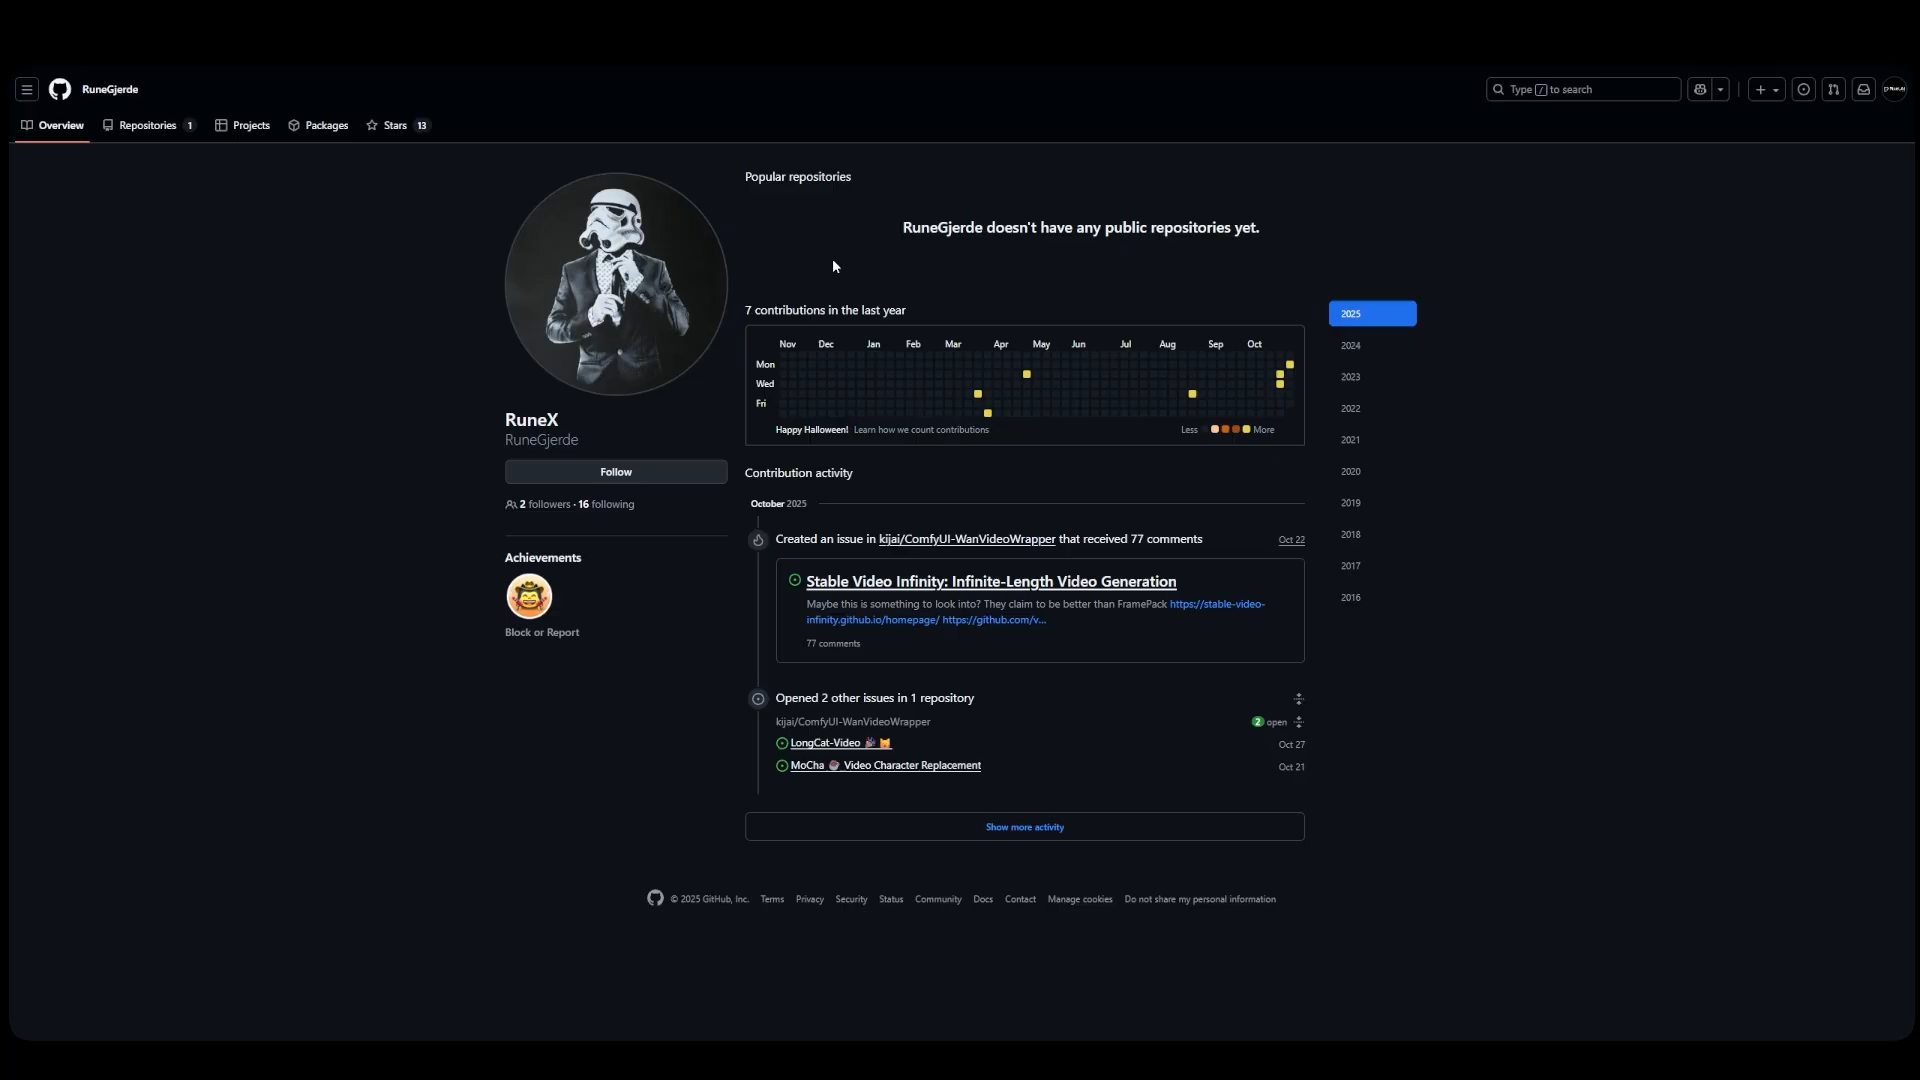 RuneGjerde
Type / to search
Overview
Repositories 1
Projects
Packages
Stars 13
RuneX
RuneGjerde
Follow
2 followers · 16 following
Achievements
Block or Report
Popular repositories
RuneGjerde doesn't have any public repositories yet.
7 contributions in the last year
Nov Dec Jan Feb Mar Apr May Jun Jul Aug Sep Oct
Mon
Wed
Fri
Happy Halloween! Learn how we count contributions
Less More
2025
2024
2023
2022
2021
2020
2019
2018
2017
2016
Contribution activity
October 2025
Created an issue in kijai/ComfyUI-WanVideoWrapper that received 77 comments Oct 22
Stable Video Infinity: Infinite-Length Video Generation
Maybe this is something to look into? They claim to be better than FramePack https://stable-video-
infinity.github.io/homepage/ https://github.com/v...
77 comments
Opened 2 other issues in 1 repository
kijai/ComfyUI-WanVideoWrapper 2 open
LongCat-Video 🎉 😸 Oct 27
MoCha Video Character Replacement Oct 21
Show more activity
© 2025 GitHub, Inc. Terms Privacy Security Status Community Docs Contact Manage cookies Do not share my personal information